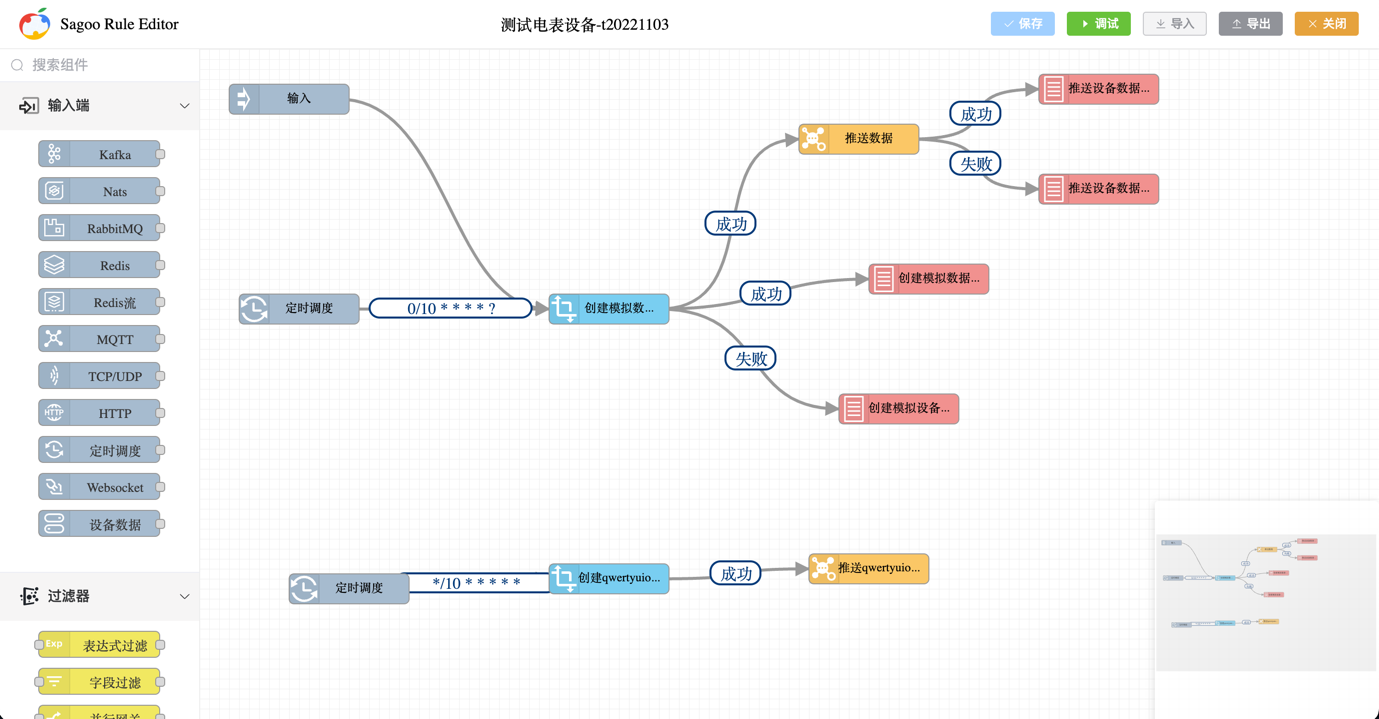 Sagoo Rule Editor
测试电表设备-t20221103
保存
调试
导入
导出
关闭
搜索组件
输入端
Kafka
Nats
RabbitMQ
Redis
Redis流
MQTT
TCP/UDP
HTTP
HTTP
定时调度
Websocket
设备数据
过滤器
Exp
表达式过滤
字段过滤
并行网关
输入
推送数据
成功
推送设备数据...
失败
推送设备数据...
成功
定时调度
0/10 * * * * ?
创建模拟数...
成功
创建模拟数据...
失败
创建模拟设备...
定时调度
*/10 * * * * *
创建qwertyuio...
成功
推送qwertyuio...